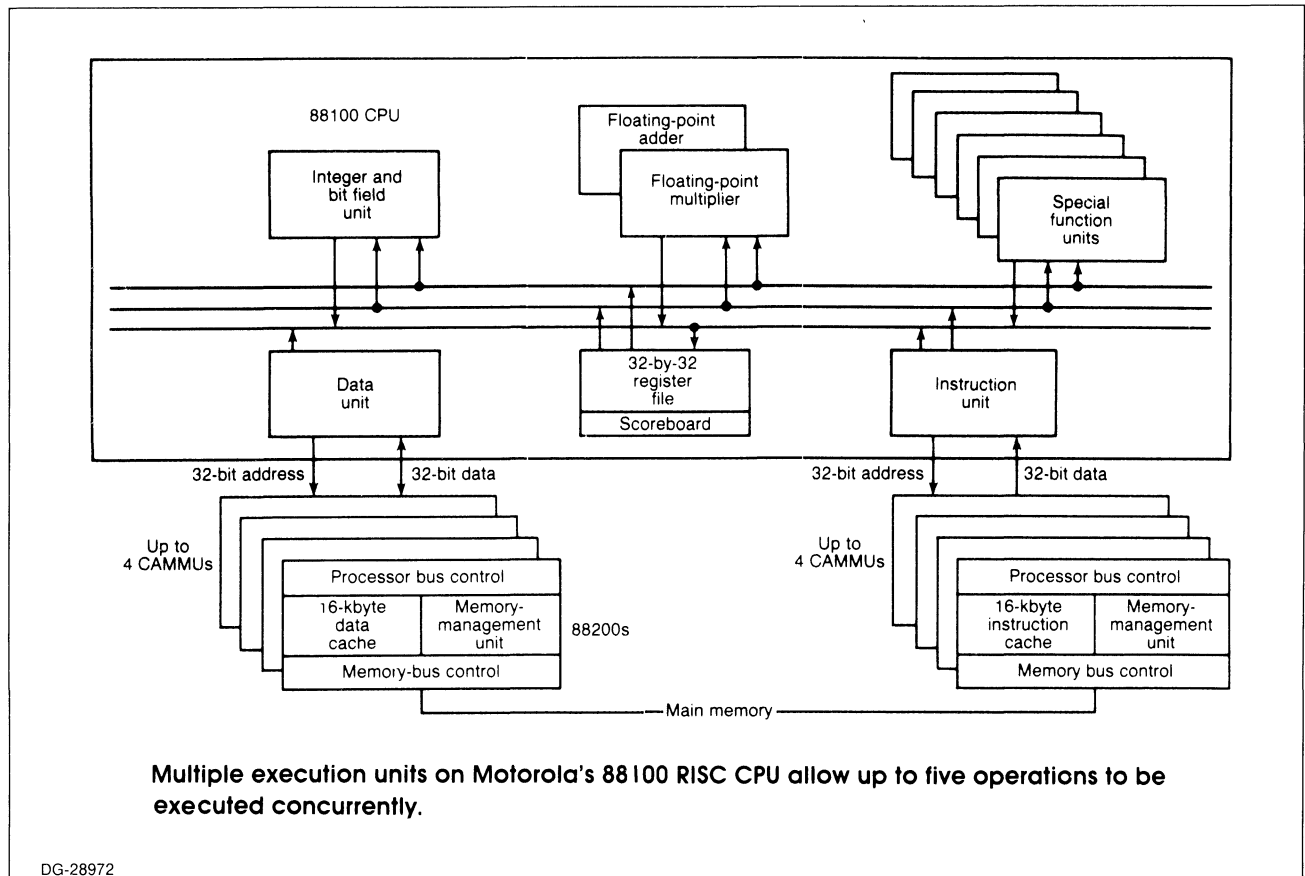 88100 CPU
Integer and
bit field
unit
Floating-point
adder
Floating-point
multiplier
Special
function
units
Data
unit
32-by-32
register
file
Scoreboard
Instruction
unit
32-bit address
32-bit data
32-bit address
32-bit data
Up to
4 CAMMUs
Processor bus control
16-kbyte
data
cache
Memory-
management
unit
Memory-bus control
88200s
Up to
4 CAMMUs
Processor bus control
16-kbyte
instruction
cache
Memory-
management
unit
Memory bus control
Main memory
Multiple execution units on Motorola's 88100 RISC CPU allow up to five operations to be
executed concurrently.
DG-28972